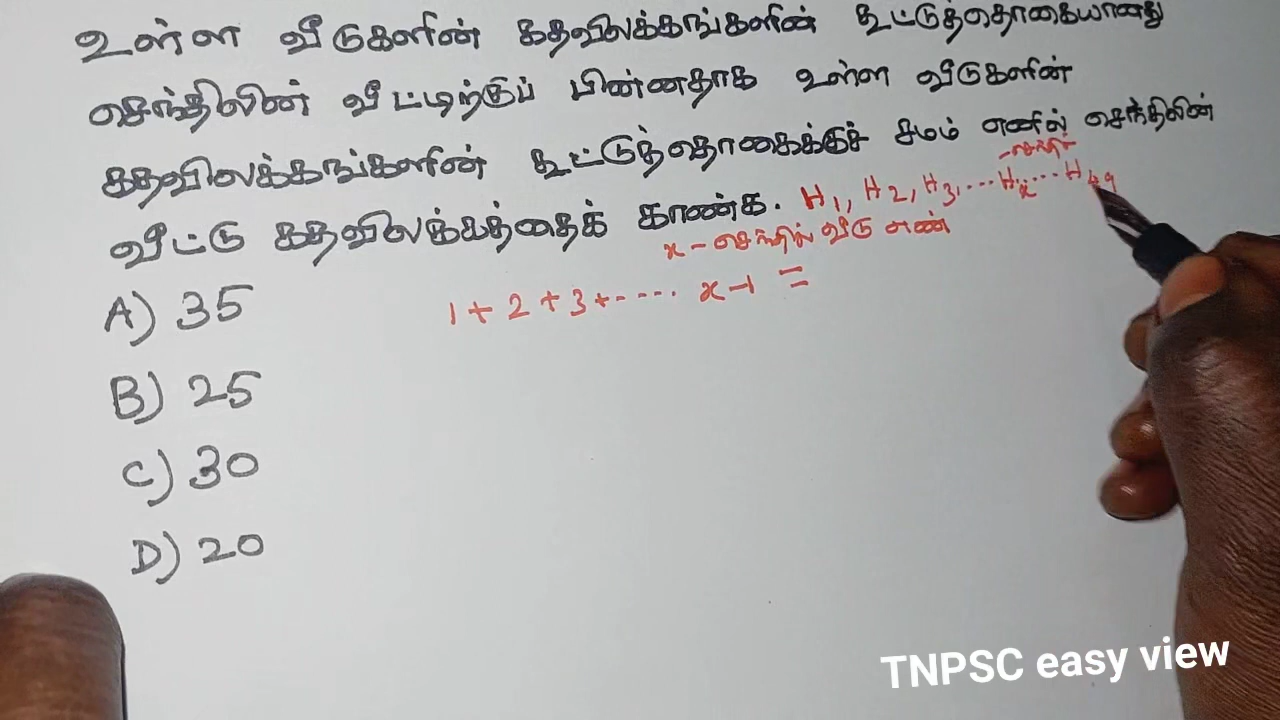 உள்ள வீடுகளின் கதவிலக்கங்களின் கூட்டுத்தொகையானது
செந்திலின் வீட்டிற்குப் பின்னதாக உள்ள வீடுகளின்
கதவிலக்கங்களின் கூட்டுத்தொகைக்குச் சமம் எனில் செந்திலின்
வீட்டு கதவிலக்கத்தைக் காண்க. H1, H2, H3, .... Hx .... H49
x - செந்தில் வீடு எண்
1 + 2 + 3 + ..... x-1 =
A) 35
B) 25
C) 30
D) 20
TNPSC easy view